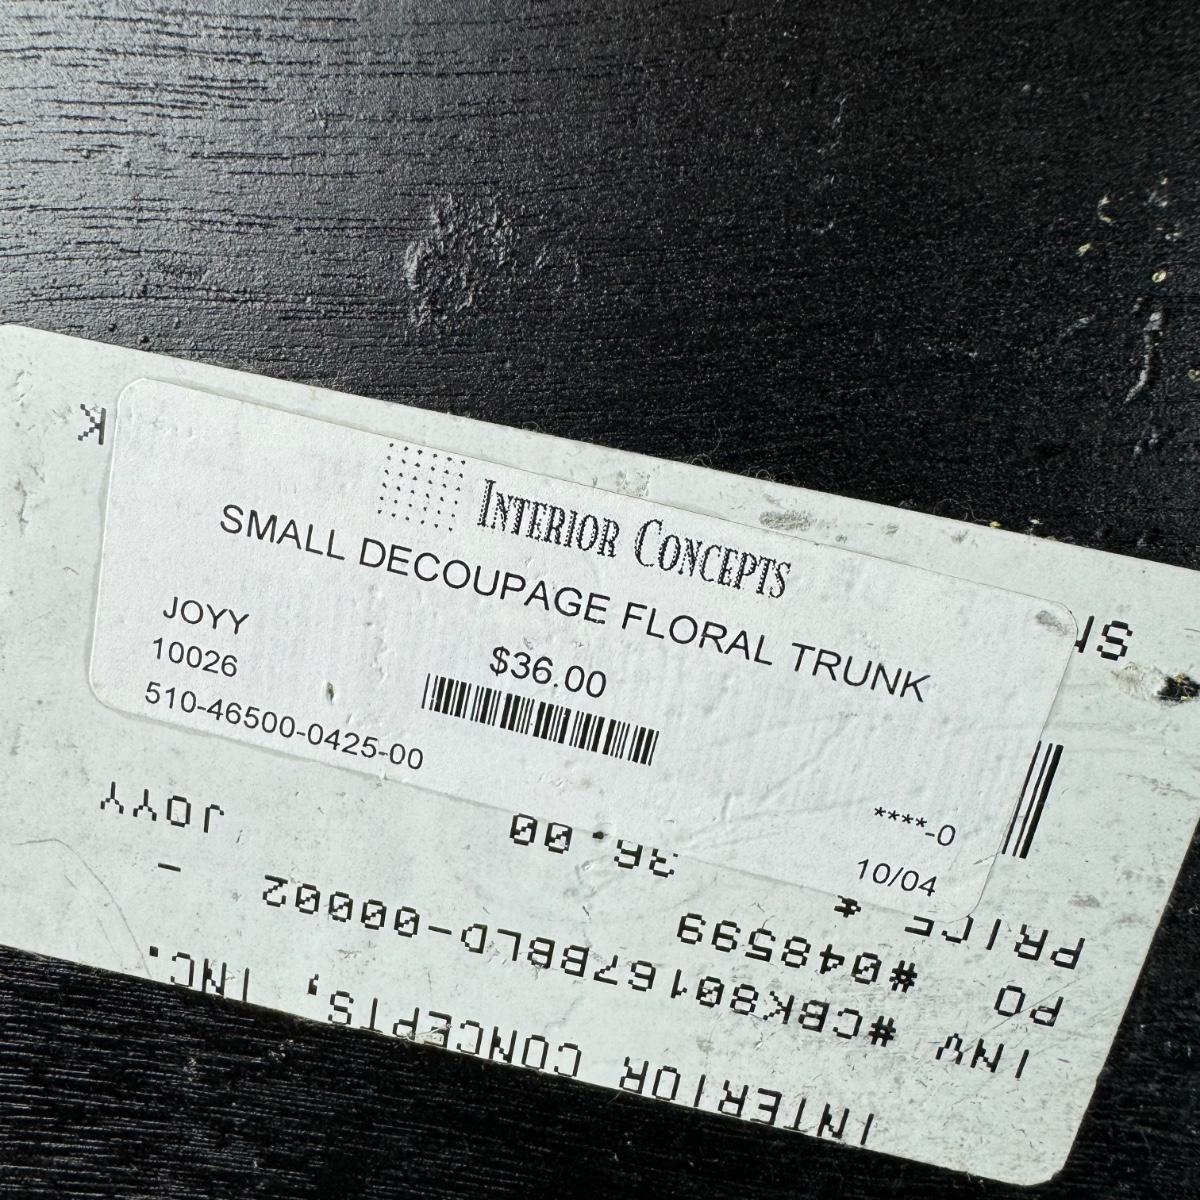 INTERIOR CONCEPTS
SMALL DECOUPAGE FLORAL TRUNK
JOYY
10026
510-46500-0425-00
$36.00
****-0
10/04
INTERIOR CONCEPTS, INC.
INV #CBK80167BBLD-00002 -
PO #048599
PRICE 36.00 JOYY
K